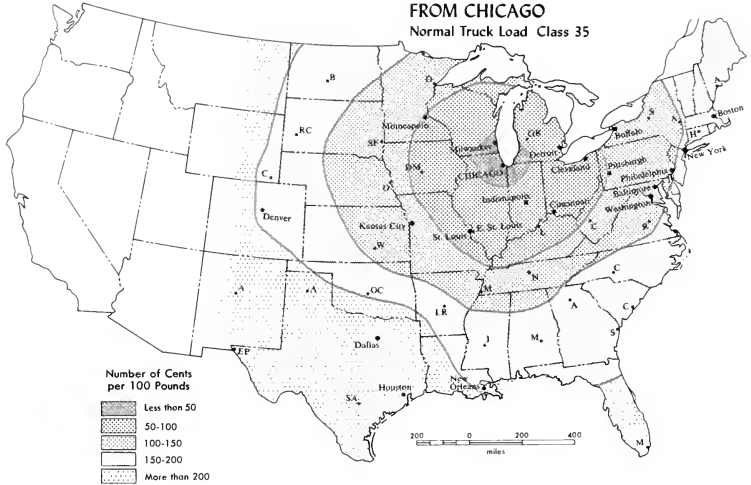 FROM CHICAGO
Normal Truck Load Class 35
B
D
A
RC
Minneapolis
GR
S
A
Boston
Buffalo
H
SF
Milwaukee
Detroit
New York
DM
CHICAGO
Cleveland
Pittsburgh
C
O
Philadelphia
Indianapolis
Baltimore
Cincinnati
Washington
Denver
Kansas City
St. Louis
E. St. Louis
L
C
R
W
N
C
A
A
OC
M
LR
A
C
J
M
S
Dallas
EP
Number of Cents
per 100 Pounds
Houston
New
Orleans
SA
Less than 50
50-100
100-150
150-200
More than 200
M
200 0 200 400
miles